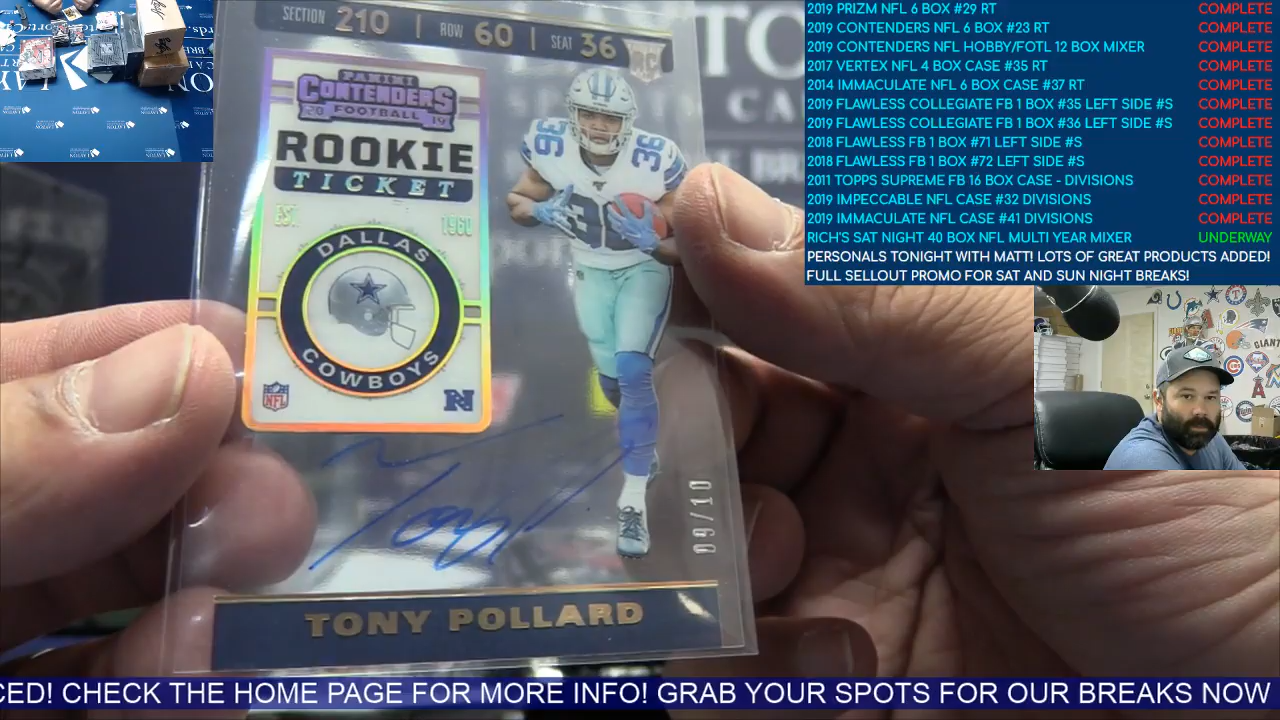 SECTION 210 | ROW 60 | SEAT 36
RC
PANINI
CONTENDERS
20 FOOTBALL 19
ROOKIE
TICKET
EST. 1960
DALLAS
COWBOYS
NFL
N
36
36
09/10
TONY POLLARD
2019 PRIZM NFL 6 BOX #29 RT COMPLETE
2019 CONTENDERS NFL 6 BOX #23 RT COMPLETE
2019 CONTENDERS NFL HOBBY/FOTL 12 BOX MIXER COMPLETE
2017 VERTEX NFL 4 BOX CASE #35 RT COMPLETE
2014 IMMACULATE NFL 6 BOX CASE #37 RT COMPLETE
2019 FLAWLESS COLLEGIATE FB 1 BOX #35 LEFT SIDE #S COMPLETE
2019 FLAWLESS COLLEGIATE FB 1 BOX #36 LEFT SIDE #S COMPLETE
2018 FLAWLESS FB 1 BOX #71 LEFT SIDE #S COMPLETE
2018 FLAWLESS FB 1 BOX #72 LEFT SIDE #S COMPLETE
2011 TOPPS SUPREME FB 16 BOX CASE - DIVISIONS COMPLETE
2019 IMPECCABLE NFL CASE #32 DIVISIONS COMPLETE
2019 IMMACULATE NFL CASE #41 DIVISIONS COMPLETE
RICH'S SAT NIGHT 40 BOX NFL MULTI YEAR MIXER UNDERWAY
PERSONALS TONIGHT WITH MATT! LOTS OF GREAT PRODUCTS ADDED!
FULL SELLOUT PROMO FOR SAT AND SUN NIGHT BREAKS!
GIANTS
CED! CHECK THE HOME PAGE FOR MORE INFO! GRAB YOUR SPOTS FOR OUR BREAKS NOW